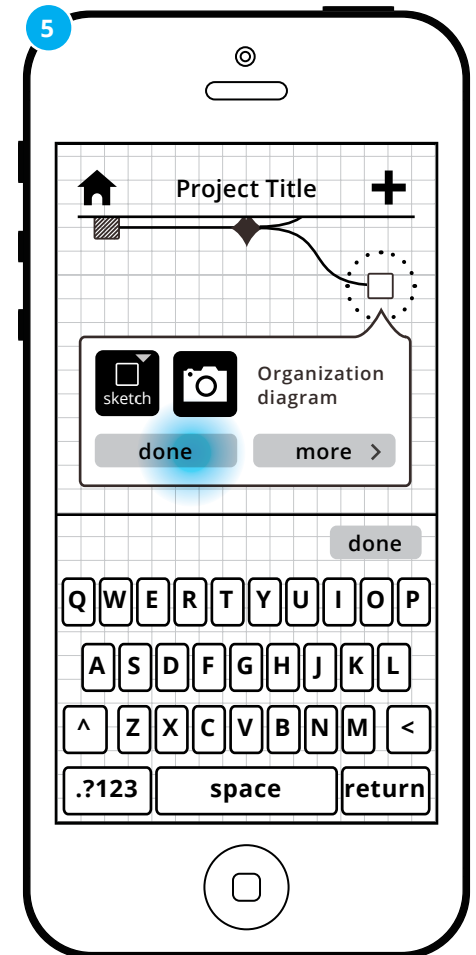 5
Project Title
sketch
Organization
diagram
done
more >
done
Q W E R T Y U I O P
A S D F G H J K L
^ Z X C V B N M <
.?123 space return